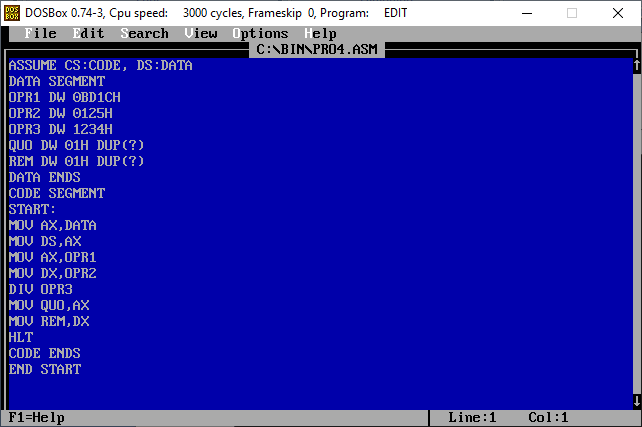 DOSBox 0.74-3, Cpu speed: 3000 cycles, Frameskip 0, Program: EDIT
File Edit Search View Options Help
C:\BIN\PRO4.ASM
ASSUME CS:CODE, DS:DATA
DATA SEGMENT
OPR1 DW 0BD1CH
OPR2 DW 0125H
OPR3 DW 1234H
QUO DW 01H DUP(?)
REM DW 01H DUP(?)
DATA ENDS
CODE SEGMENT
START:
MOV AX,DATA
MOV DS,AX
MOV AX,OPR1
MOV DX,OPR2
DIV OPR3
MOV QUO,AX
MOV REM,DX
HLT
CODE ENDS
END START
F1=Help Line:1 Col:1